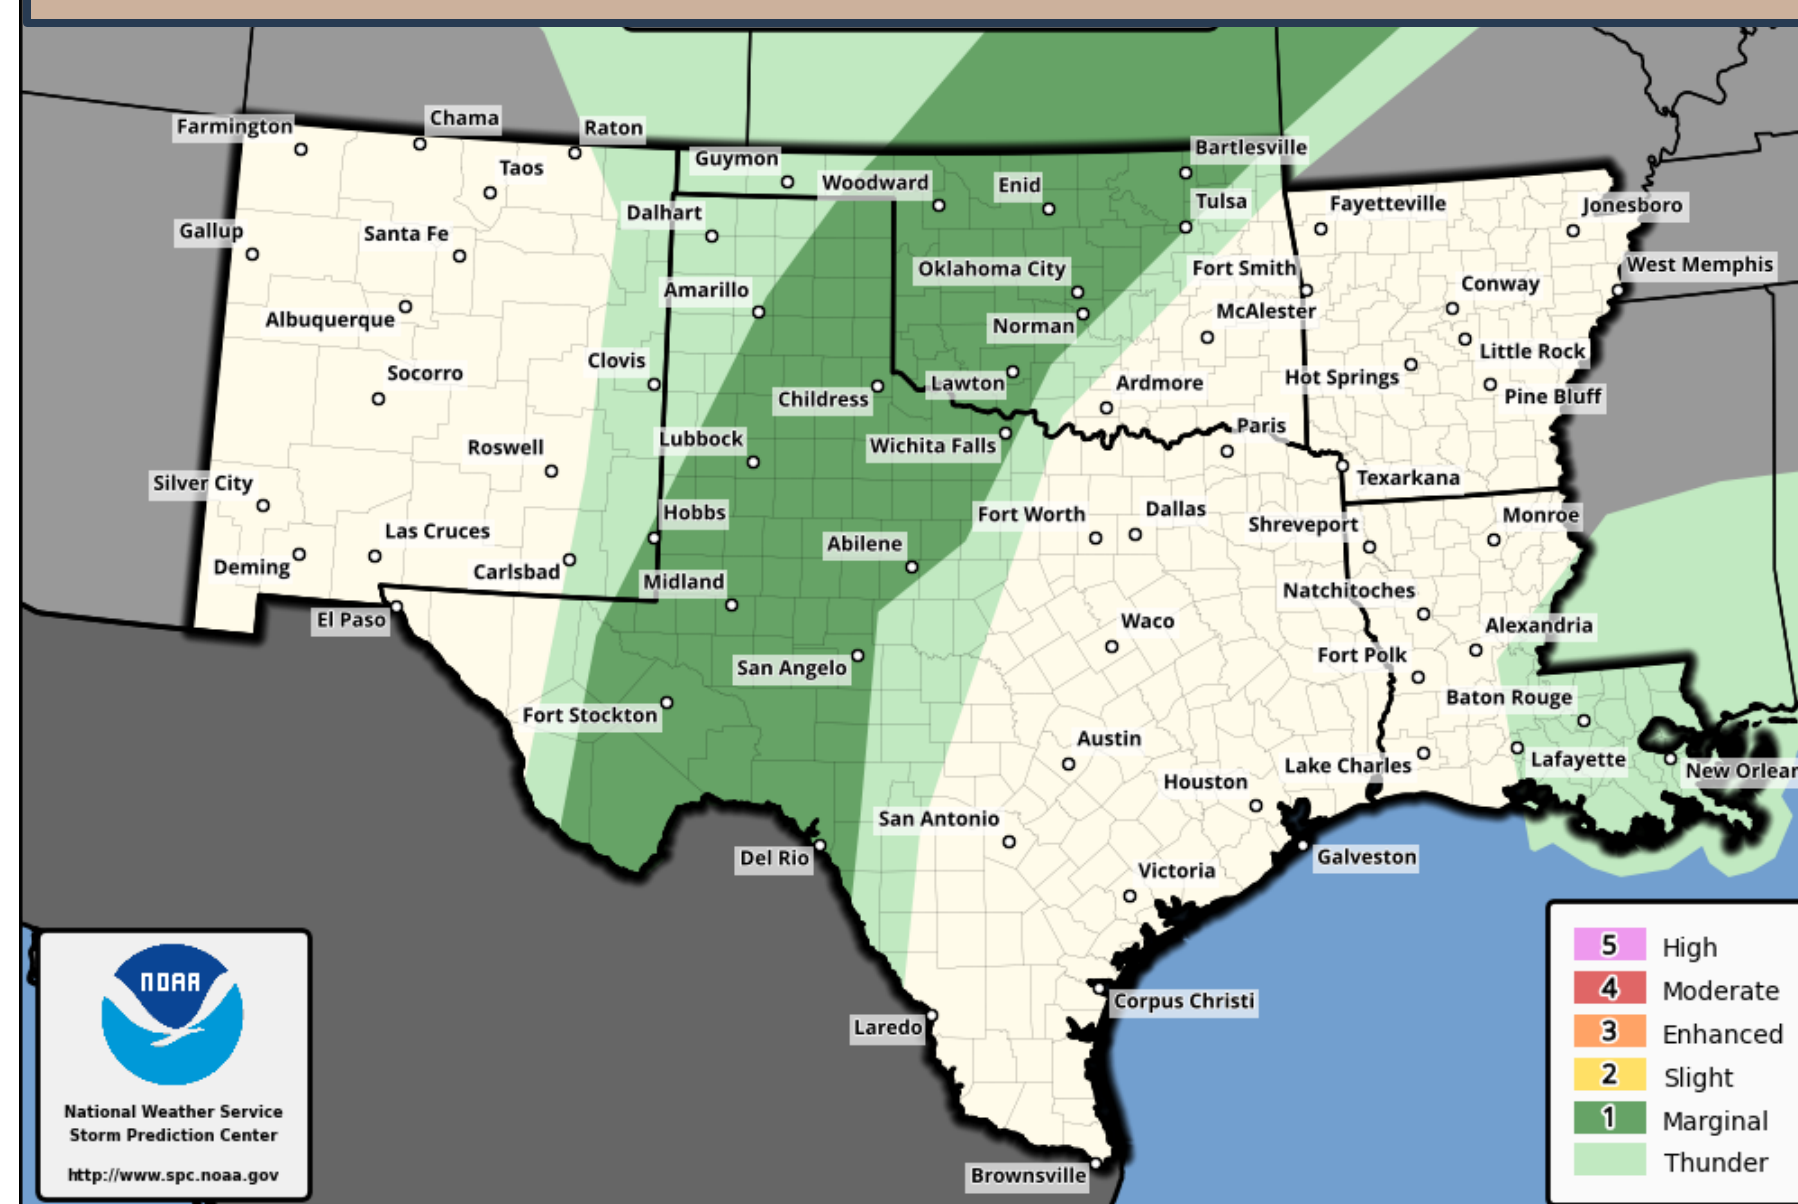 Farmington
Chama
Raton
Taos
Guymon
Woodward
Enid
Bartlesville
Tulsa
Fayetteville
Jonesboro
Gallup
Santa Fe
Dalhart
Oklahoma City
Fort Smith
Conway
West Memphis
Albuquerque
Amarillo
Norman
McAlester
Little Rock
Clovis
Socorro
Childress
Lawton
Ardmore
Hot Springs
Pine Bluff
Roswell
Lubbock
Wichita Falls
Paris
Texarkana
Silver City
Hobbs
Fort Worth
Dallas
Shreveport
Monroe
Las Cruces
Deming
Carlsbad
Midland
Abilene
Natchitoches
El Paso
Waco
Alexandria
San Angelo
Fort Polk
Fort Stockton
Baton Rouge
Austin
Houston
Lake Charles
Lafayette
New Orlean
San Antonio
Del Rio
Galveston
Victoria
Corpus Christi
Laredo
Brownsville
NOAA
National Weather Service
Storm Prediction Center
http://www.spc.noaa.gov
5 High
4 Moderate
3 Enhanced
2 Slight
1 Marginal
Thunder